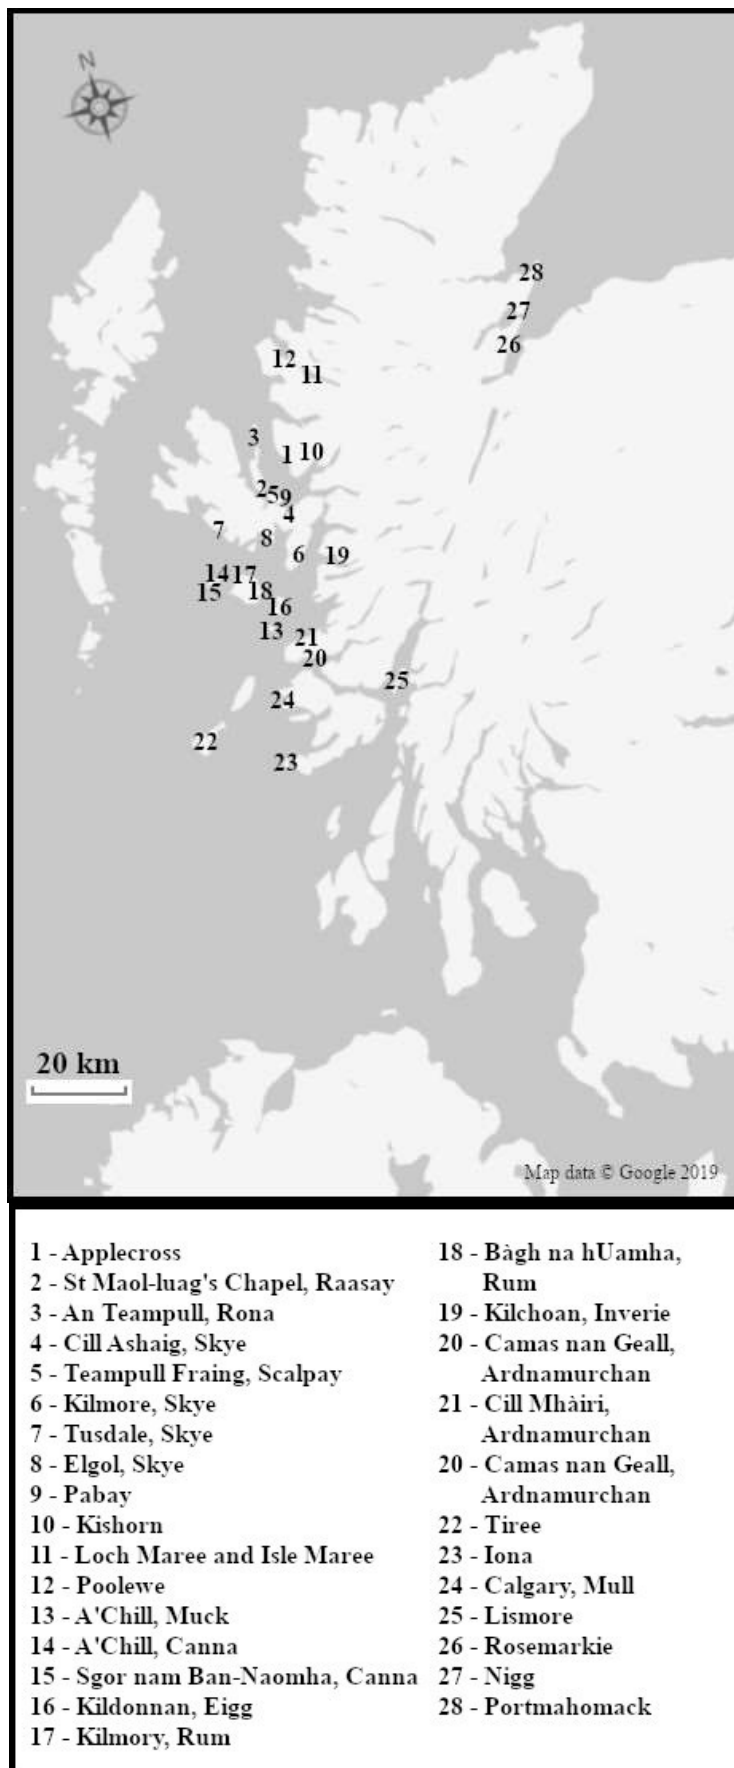 N
28
27
26
12
11
3
1 10
2
5 9
4
7
8
6 19
14 17
15 18
16
13
21
20
25
24
22
23
20 km
Map data © Google 2019
1 - Applecross
2 - St Maol-luag's Chapel, Raasay
3 - An Teampull, Rona
4 - Cill Ashaig, Skye
5 - Teampull Fraing, Scalpay
6 - Kilmore, Skye
7 - Tusdale, Skye
8 - Elgol, Skye
9 - Pabay
10 - Kishorn
11 - Loch Maree and Isle Maree
12 - Poolewe
13 - A'Chill, Muck
14 - A'Chill, Canna
15 - Sgor nam Ban-Naomha, Canna
16 - Kildonnan, Eigg
17 - Kilmory, Rum
18 - Bàgh na hUamha,
Rum
19 - Kilchoan, Inverie
20 - Camas nan Geall,
Ardnamurchan
21 - Cill Mhàiri,
Ardnamurchan
20 - Camas nan Geall,
Ardnamurchan
22 - Tiree
23 - Iona
24 - Calgary, Mull
25 - Lismore
26 - Rosemarkie
27 - Nigg
28 - Portmahomack